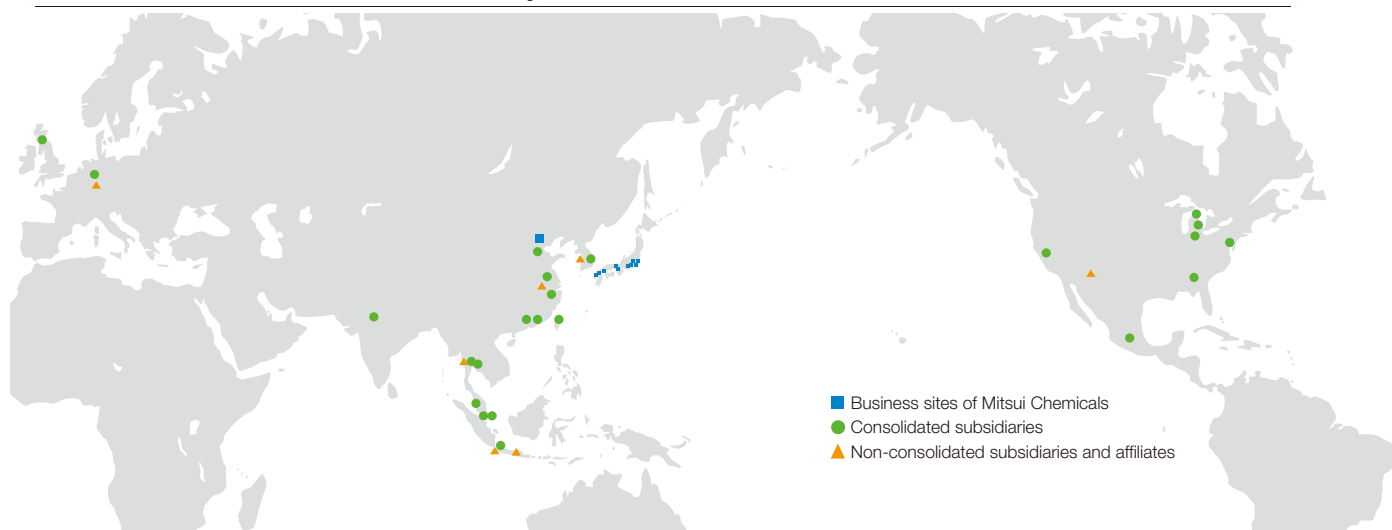 Business sites of Mitsui Chemicals
Consolidated subsidiaries
Non-consolidated subsidiaries and affiliates